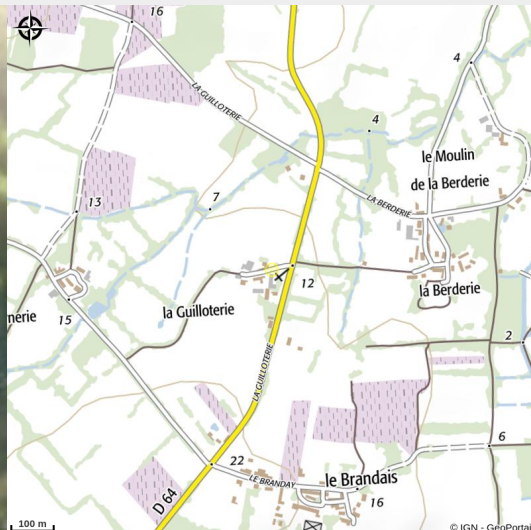 16
4
LA GUILLOTERIE
4
le Moulin
de la Berderie
7
13
LA BERDERIE
12
la Guilloterie
la Berderie
nerie
15
2
LA GUILLOTERIE
6
22
LE BRANDAY
le Brandais
D 64
16
100 m
© IGN - GeoPortai